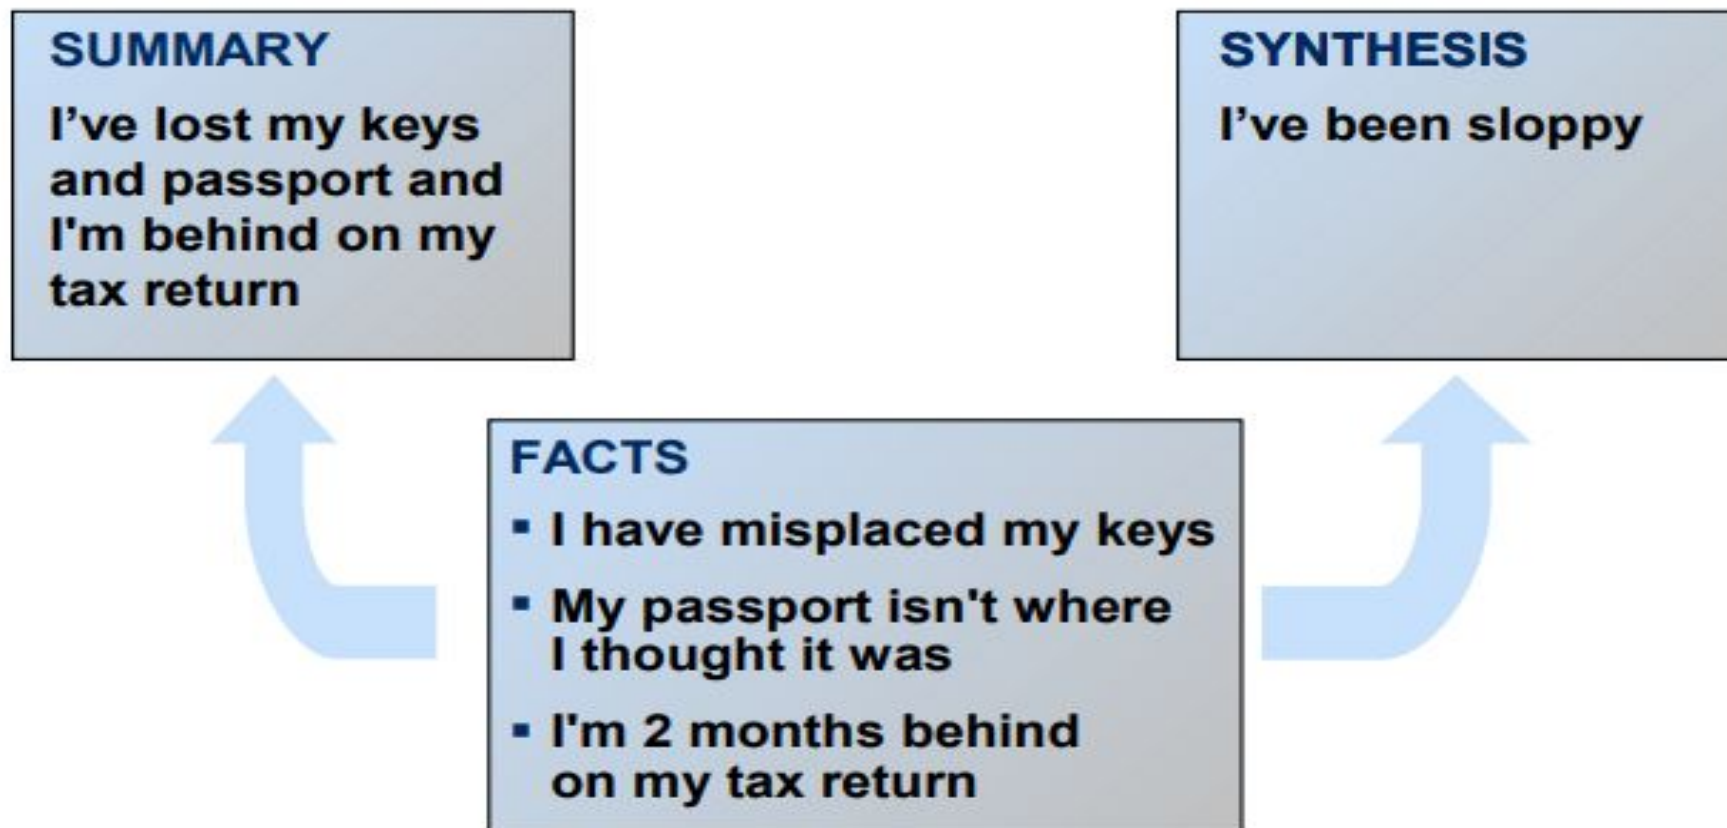 SUMMARY
I've lost my keys
and passport and
I'm behind on my
tax return
SYNTHESIS
I've been sloppy
FACTS
▪ I have misplaced my keys
▪ My passport isn't where
I thought it was
▪ I'm 2 months behind
on my tax return